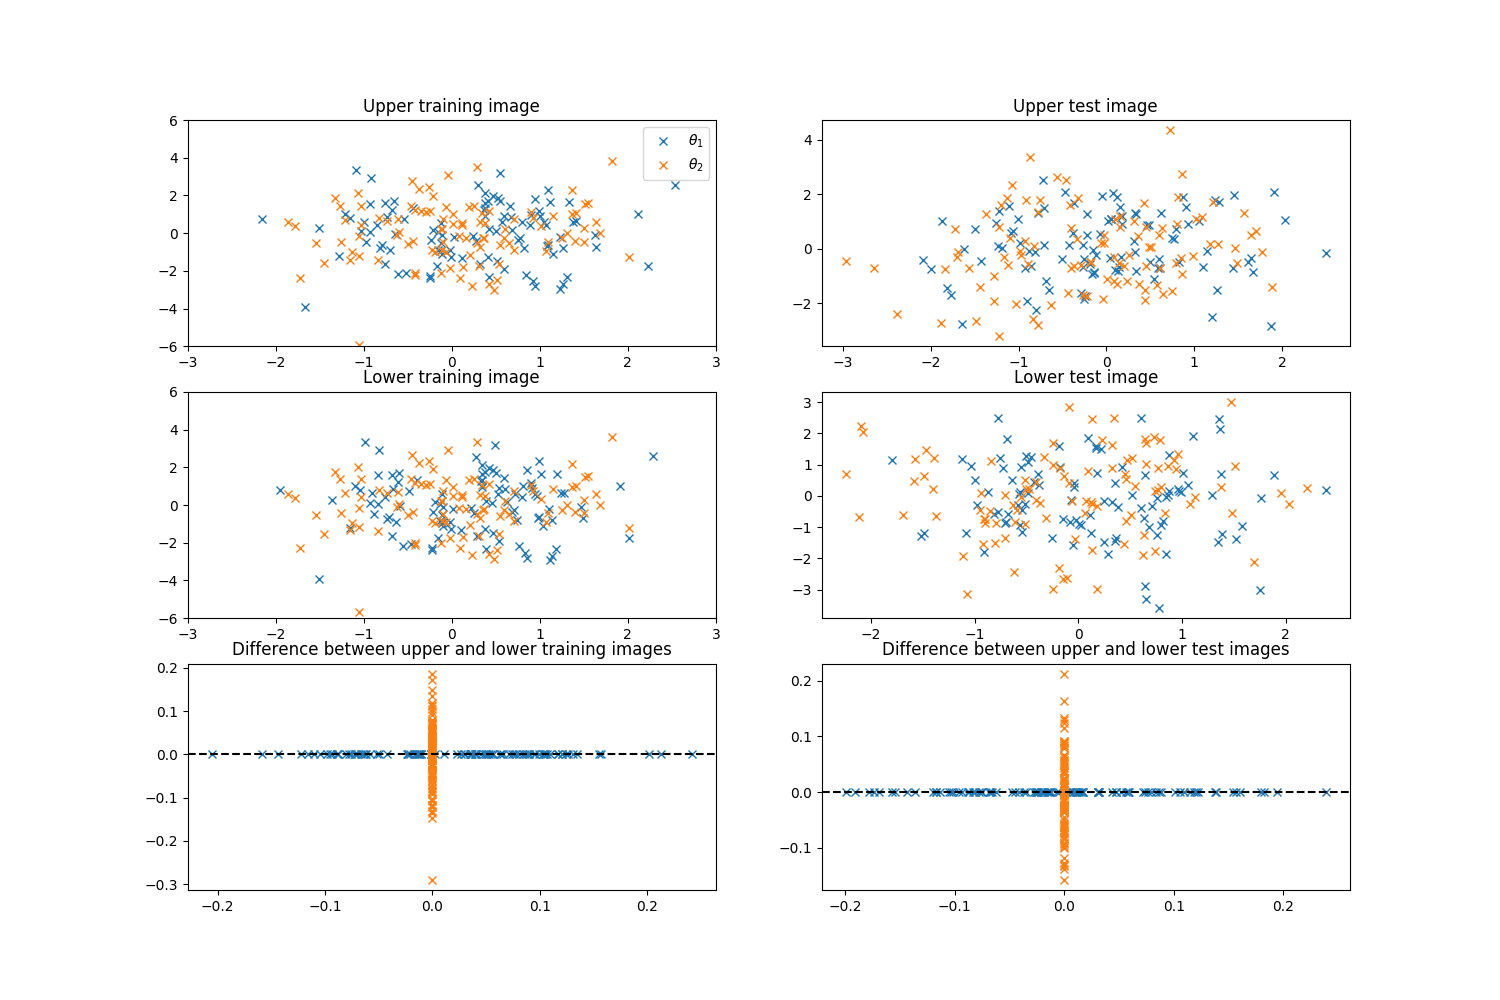 Upper training image
6
4
2
0
−2
−4
−6
−3 −2 −1 0 1 2 3
θ1
θ2
Upper test image
4
2
0
−2
−3 −2 −1 0 1 2
Lower training image
6
4
2
0
−2
−4
−6
−3 −2 −1 0 1 2 3
Lower test image
3
2
1
0
−1
−2
−3
−2 −1 0 1 2
Difference between upper and lower training images
0.2
0.1
0.0
−0.1
−0.2
−0.3
−0.2 −0.1 0.0 0.1 0.2
Difference between upper and lower test images
0.2
0.1
0.0
−0.1
−0.2 −0.1 0.0 0.1 0.2